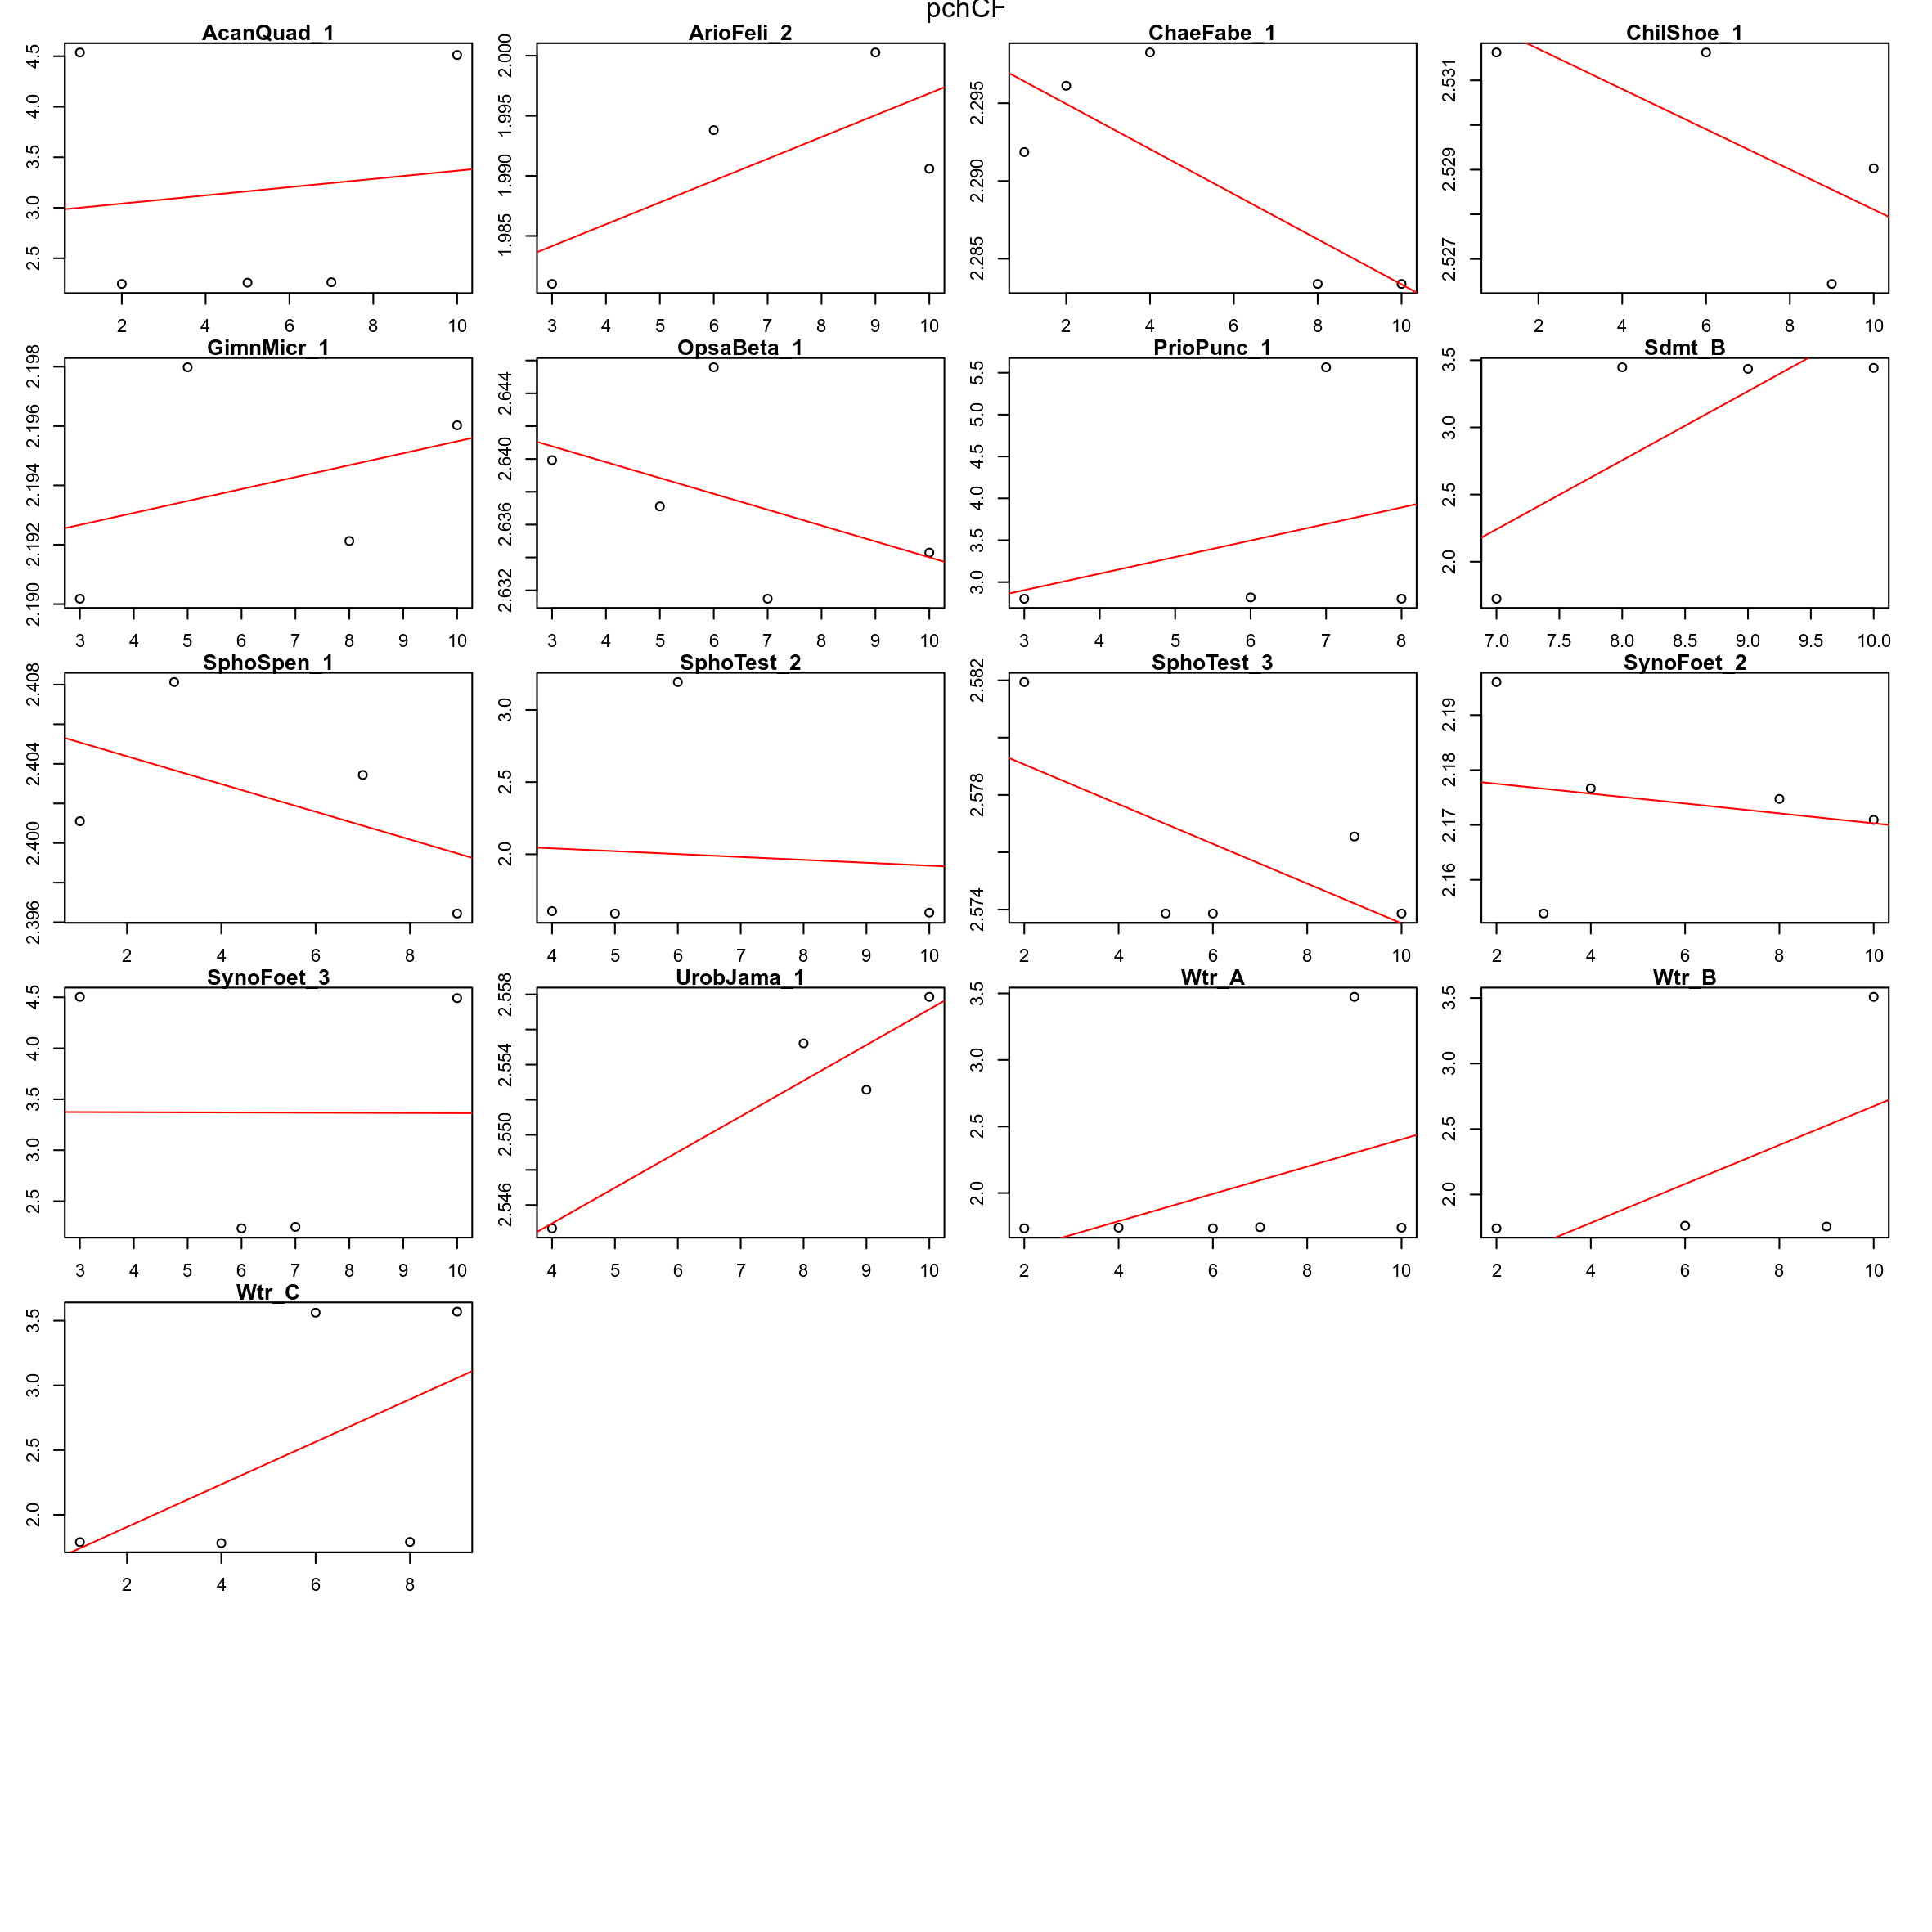 pchCF
AcanQuad_1 ArioFeli_2 ChaeFabe_1 ChilShoe_1
2.5 3.0 3.5 4.0 4.5
1.985 1.990 1.995 2.000
2.285 2.290 2.295
2.527 2.529 2.531
2 4 6 8 10
3 4 5 6 7 8 9 10
2 4 6 8 10
2 4 6 8 10
GimnMicr_1 OpsaBeta_1 PrioPunc_1 Sdmt_B
2.190 2.192 2.194 2.196 2.198
2.632 2.636 2.640 2.644
3.0 3.5 4.0 4.5 5.0 5.5
2.0 2.5 3.0 3.5
3 4 5 6 7 8 9 10
3 4 5 6 7 8 9 10
3 4 5 6 7 8
7.0 7.5 8.0 8.5 9.0 9.5 10.0
SphoSpen_1 SphoTest_2 SphoTest_3 SynoFoet_2
2.396 2.400 2.404 2.408
2.0 2.5 3.0
2.574 2.578 2.582
2.16 2.17 2.18 2.19
2 4 6 8
4 5 6 7 8 9 10
2 4 6 8 10
2 4 6 8 10
SynoFoet_3 UrobJama_1 Wtr_A Wtr_B
2.5 3.0 3.5 4.0 4.5
2.546 2.550 2.554 2.558
2.0 2.5 3.0 3.5
2.0 2.5 3.0 3.5
3 4 5 6 7 8 9 10
4 5 6 7 8 9 10
2 4 6 8 10
2 4 6 8 10
Wtr_C
2.0 2.5 3.0 3.5
2 4 6 8